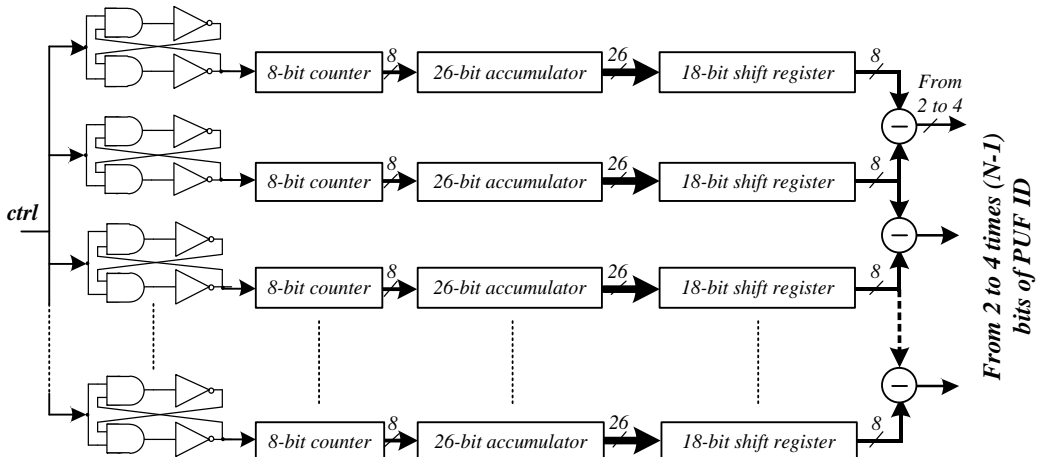 8
26
8
From
2 to 4
8-bit counter
26-bit accumulator
18-bit shift register
8
26
8
8-bit counter
26-bit accumulator
18-bit shift register
ctrl
8
26
8
8-bit counter
26-bit accumulator
18-bit shift register
8
26
8
8-bit counter
26-bit accumulator
18-bit shift register
From 2 to 4 times (N-1)
bits of PUF ID